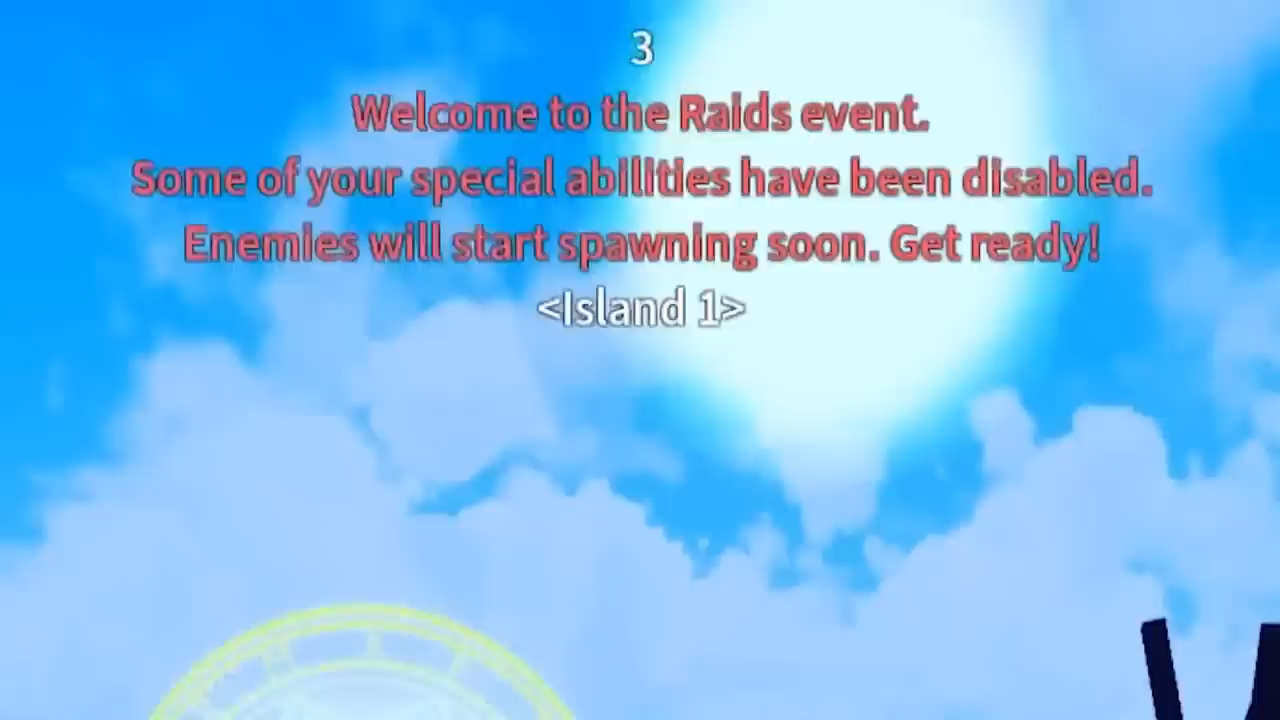 3
Welcome to the Raids event.
Some of your special abilities have been disabled.
Enemies will start spawning soon. Get ready!
<Island 1>